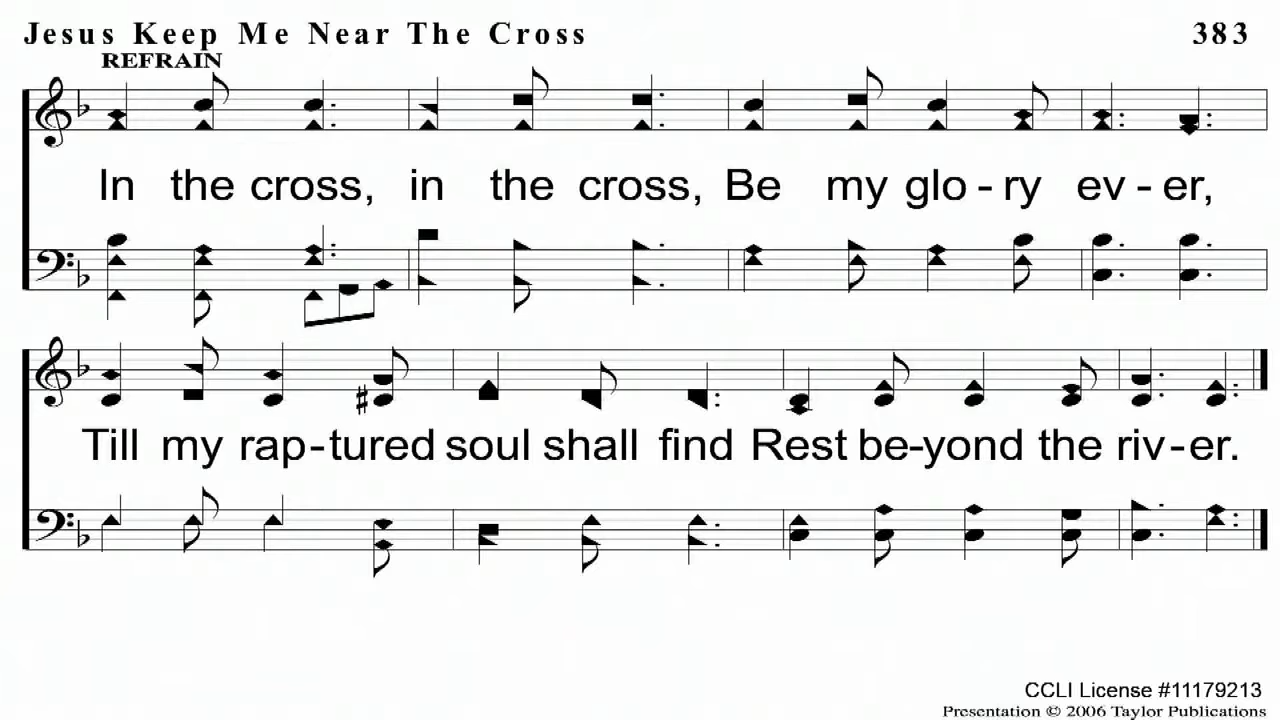 Jesus Keep Me Near The Cross 383
REFRAIN
In the cross, in the cross, Be my glo - ry ev - er,
Till my rap - tured soul shall find Rest be - yond the riv - er.
CCLI License #11179213
Presentation © 2006 Taylor Publications